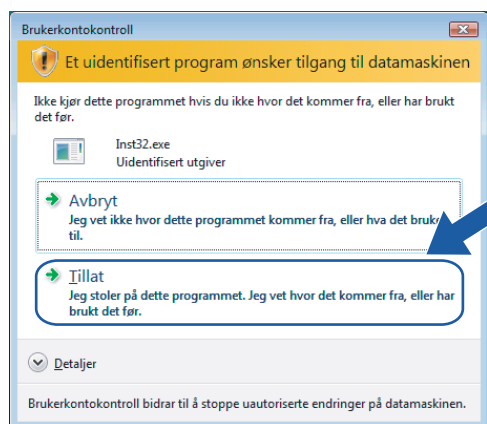 Brukerkontokontroll
Et uidentifisert program ønsker tilgang til datamaskinen
Ikke kjør dette programmet hvis du ikke hvor det kommer fra, eller har brukt
det før.
Inst32.exe
Uidentifisert utgiver
Avbryt
Jeg vet ikke hvor dette programmet kommer fra, eller hva det
til.
Tillat
Jeg stoler på dette programmet. Jeg vet hvor det kommer fra, eller har
brukt det før.
Detaljer
Brukerkontokontroll bidrar til å stoppe uautoriserte endringer på datamaskinen.